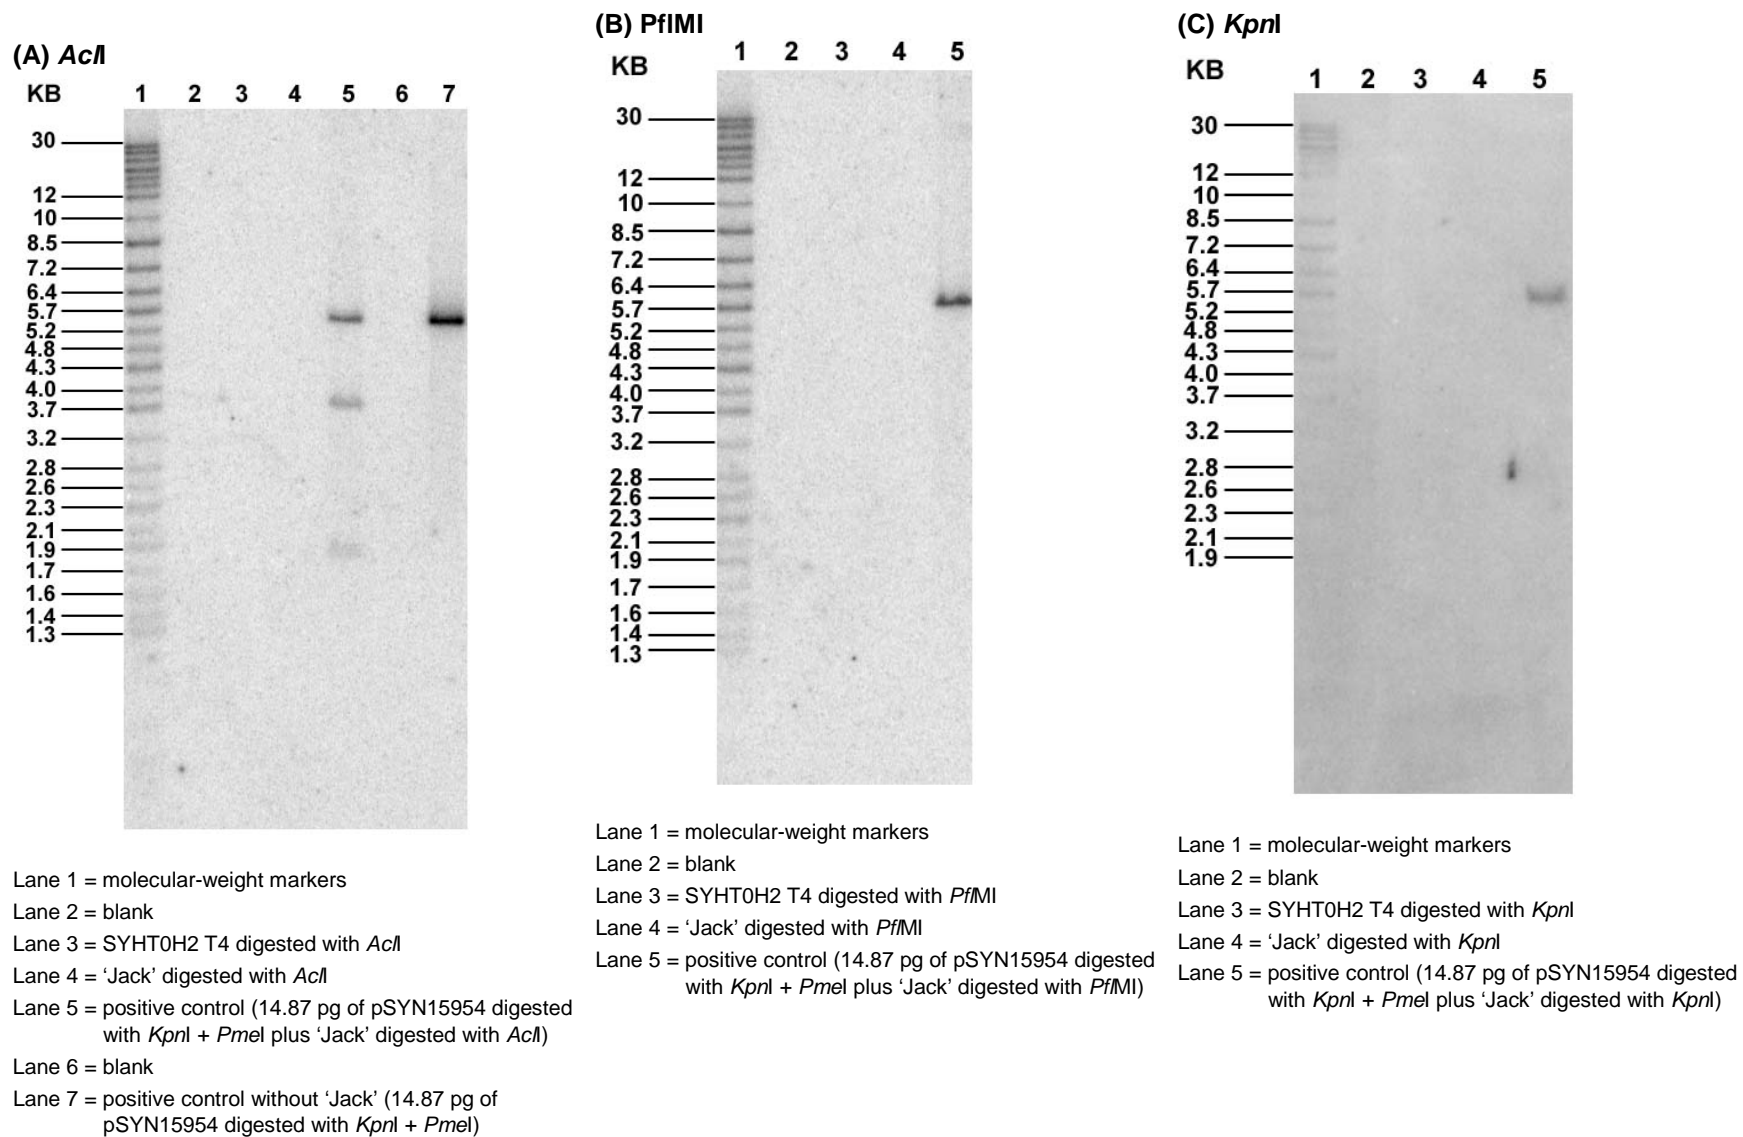 (A) AclI
KB
1 2 3 4 5 6 7
30
12
10
8.5
7.2
6.4
5.7
5.2
4.8
4.3
4.0
3.7
3.2
2.8
2.6
2.3
2.1
1.9
1.7
1.6
1.4
1.3
Lane 1 = molecular-weight markers
Lane 2 = blank
Lane 3 = SYHT0H2 T4 digested with AclI
Lane 4 = ‘Jack’ digested with AclI
Lane 5 = positive control (14.87 pg of pSYN15954 digested
with KpnI + PmeI plus ‘Jack’ digested with AclI)
Lane 6 = blank
Lane 7 = positive control without ‘Jack’ (14.87 pg of
pSYN15954 digested with KpnI + PmeI)
(B) PflMI
KB
1 2 3 4 5
30
12
10
8.5
7.2
6.4
5.7
5.2
4.8
4.3
4.0
3.7
3.2
2.8
2.6
2.3
2.1
1.9
1.7
1.6
1.4
1.3
Lane 1 = molecular-weight markers
Lane 2 = blank
Lane 3 = SYHT0H2 T4 digested with PflMI
Lane 4 = ‘Jack’ digested with PflMI
Lane 5 = positive control (14.87 pg of pSYN15954 digested
with KpnI + PmeI plus ‘Jack’ digested with PflMI)
(C) KpnI
KB
1 2 3 4 5
30
12
10
8.5
7.2
6.4
5.7
5.2
4.8
4.3
4.0
3.7
3.2
2.8
2.6
2.3
2.1
1.9
Lane 1 = molecular-weight markers
Lane 2 = blank
Lane 3 = SYHT0H2 T4 digested with KpnI
Lane 4 = ‘Jack’ digested with KpnI
Lane 5 = positive control (14.87 pg of pSYN15954 digested
with KpnI + PmeI plus ‘Jack’ digested with KpnI)